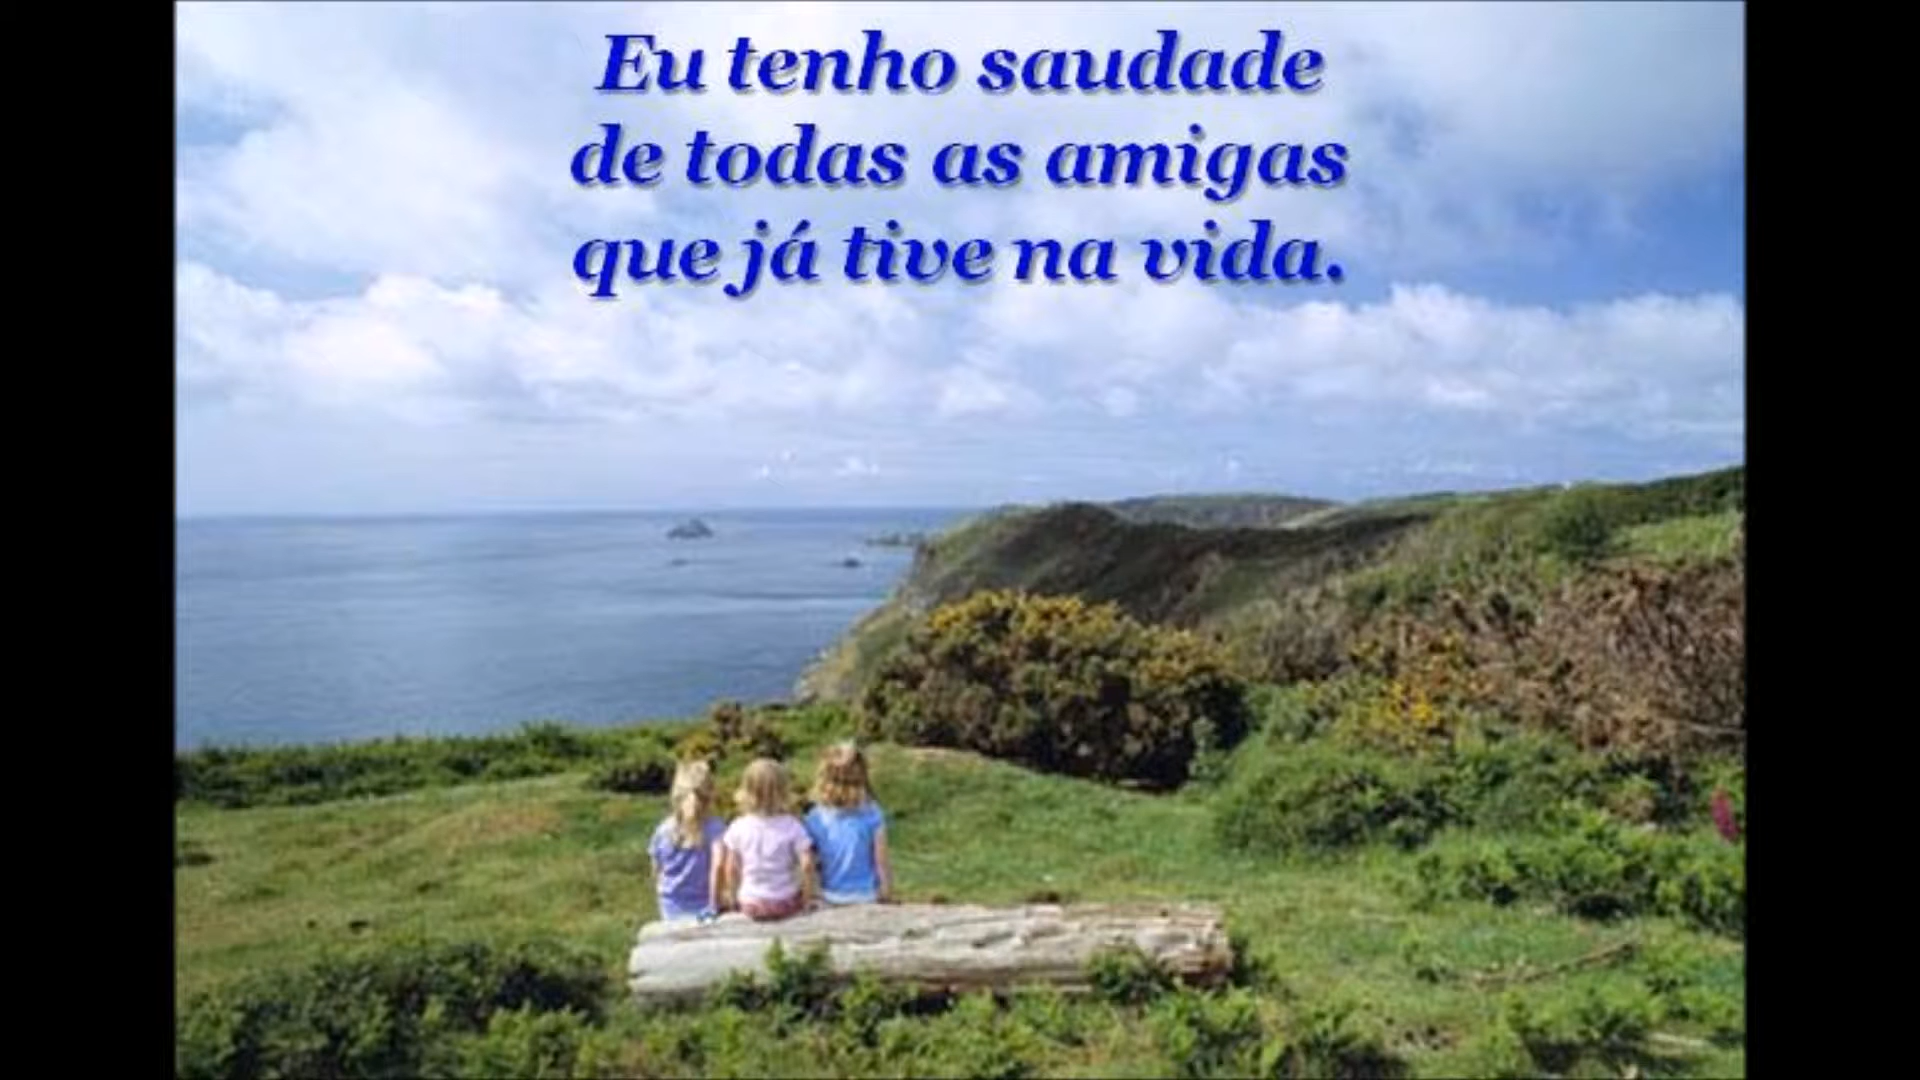 Eu tenho saudade
de todas as amigas
que já tive na vida.